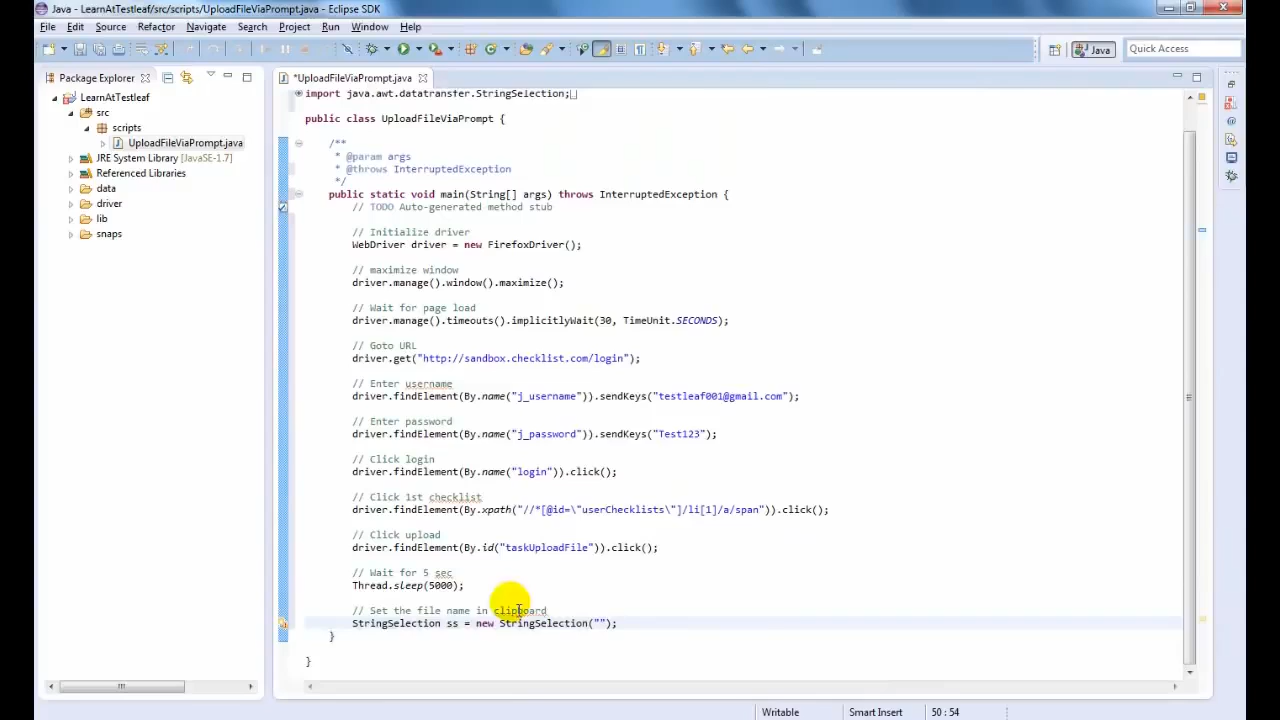 Java - LearnAtTestleaf/src/scripts/UploadFileViaPrompt.java - Eclipse SDK
File Edit Source Refactor Navigate Search Project Run Window Help
Java
Quick Access
Package Explorer
*UploadFileViaPrompt.java
LearnAtTestleaf
src
scripts
UploadFileViaPrompt.java
JRE System Library [JavaSE-1.7]
Referenced Libraries
data
driver
lib
snaps
import java.awt.datatransfer.StringSelection;
public class UploadFileViaPrompt {
/**
* @param args
* @throws InterruptedException
*/
public static void main(String[] args) throws InterruptedException {
// TODO Auto-generated method stub
// Initialize driver
WebDriver driver = new FirefoxDriver();
// maximize window
driver.manage().window().maximize();
// Wait for page load
driver.manage().timeouts().implicitlyWait(30, TimeUnit.SECONDS);
// Goto URL
driver.get("http://sandbox.checklist.com/login");
// Enter username
driver.findElement(By.name("j_username")).sendKeys("testleaf001@gmail.com");
// Enter password
driver.findElement(By.name("j_password")).sendKeys("Test123");
// Click login
driver.findElement(By.name("login")).click();
// Click 1st checklist
driver.findElement(By.xpath("//*[@id=\"userChecklists\"]/li[1]/a/span")).click();
// Click upload
driver.findElement(By.id("taskUploadFile")).click();
// Wait for 5 sec
Thread.sleep(5000);
// Set the file name in clipboard
StringSelection ss = new StringSelection("");
}
}
Writable
Smart Insert
50 : 54